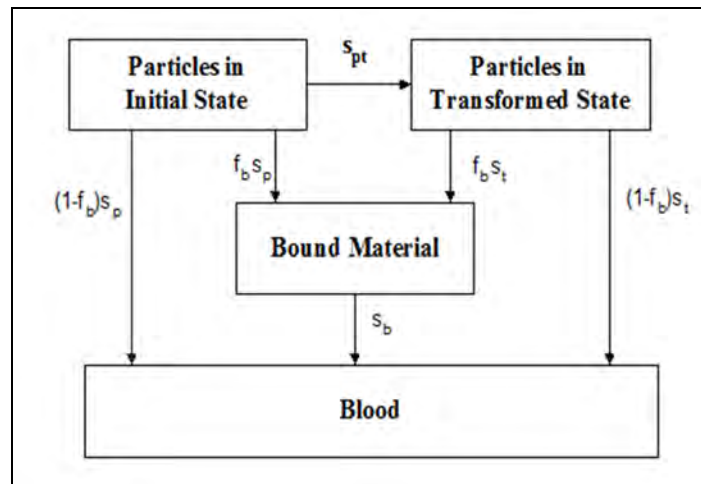 Particles in
Initial State
s_pt
Particles in
Transformed State
(1-f_b)s_p
f_b s_p
f_b s_t
(1-f_b)s_t
Bound Material
s_b
Blood